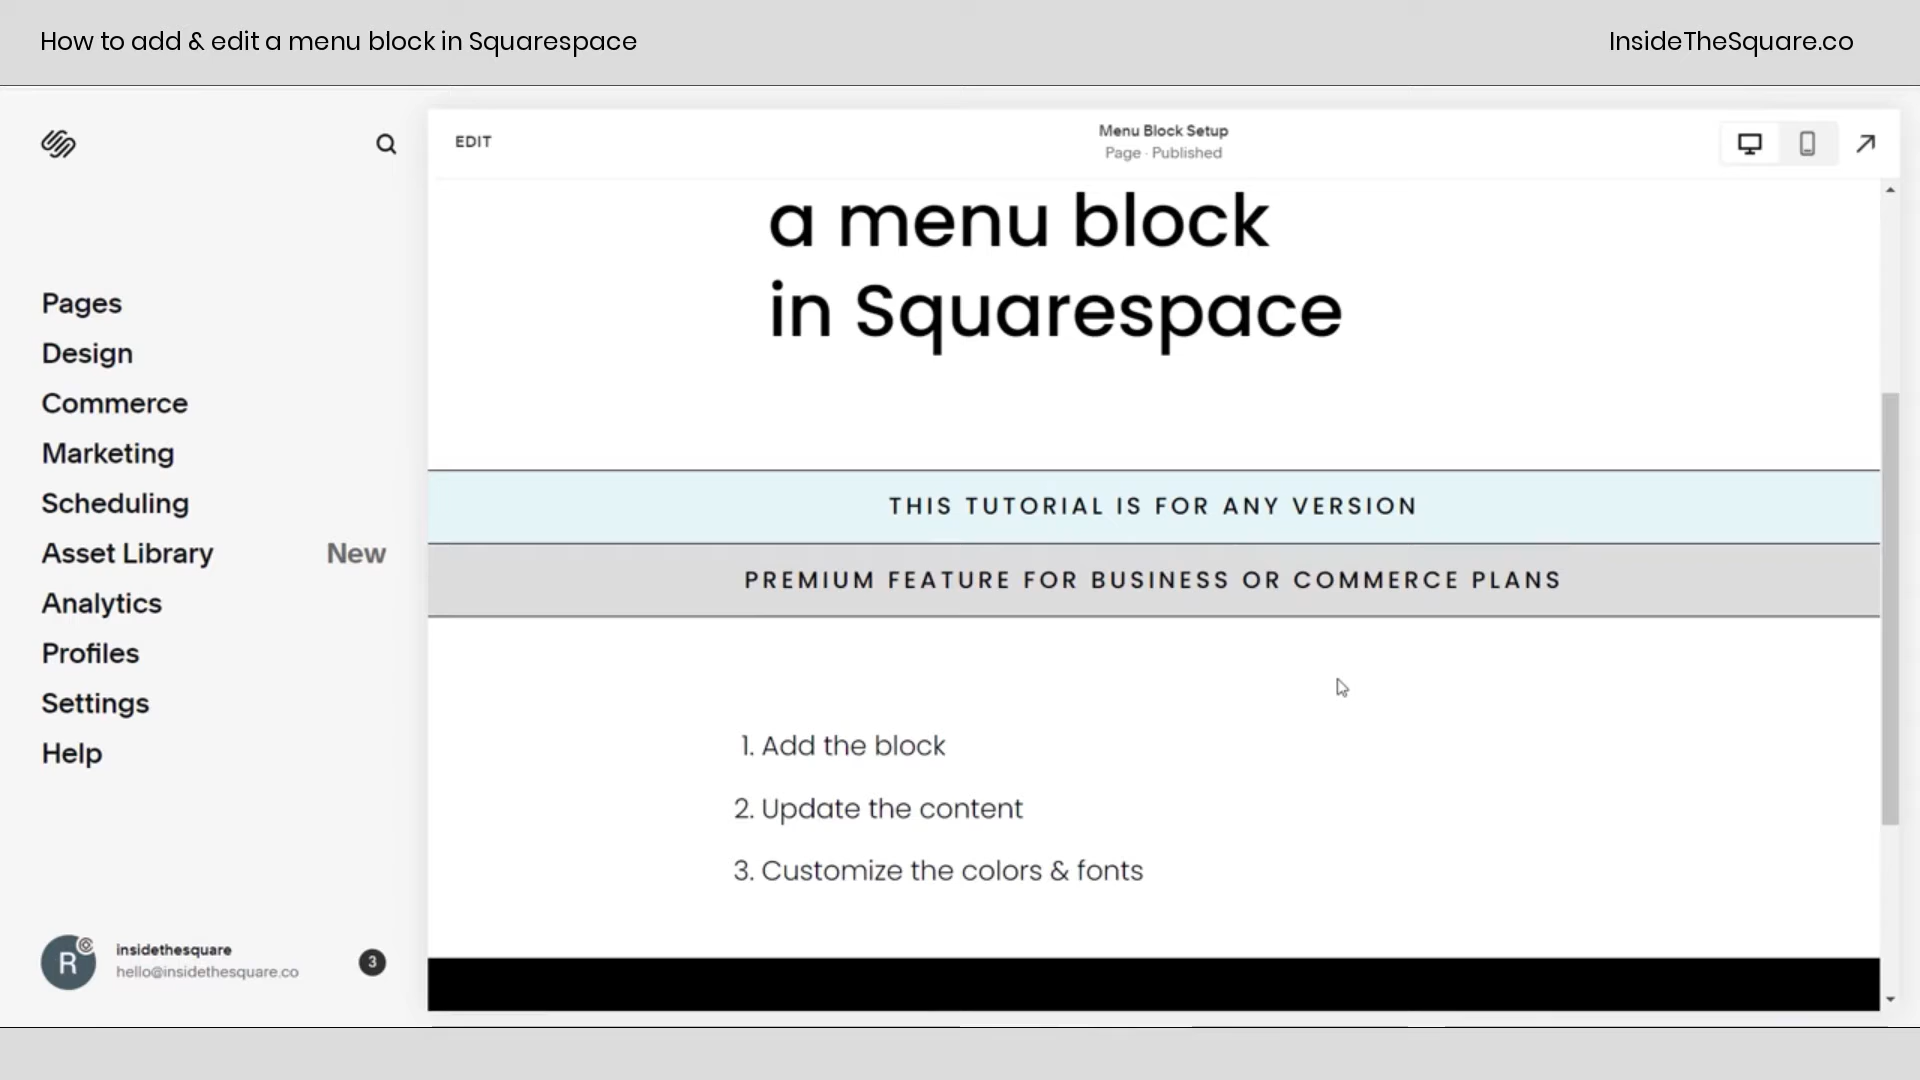 How to add & edit a menu block in Squarespace
InsideTheSquare.co
EDIT
Menu Block Setup
Page · Published
Pages
Design
Commerce
Marketing
Scheduling
Asset Library New
Analytics
Profiles
Settings
Help
R
insidethesquare
hello@insidethesquare.co
3
a menu block
in Squarespace
THIS TUTORIAL IS FOR ANY VERSION
PREMIUM FEATURE FOR BUSINESS OR COMMERCE PLANS
1. Add the block
2. Update the content
3. Customize the colors & fonts